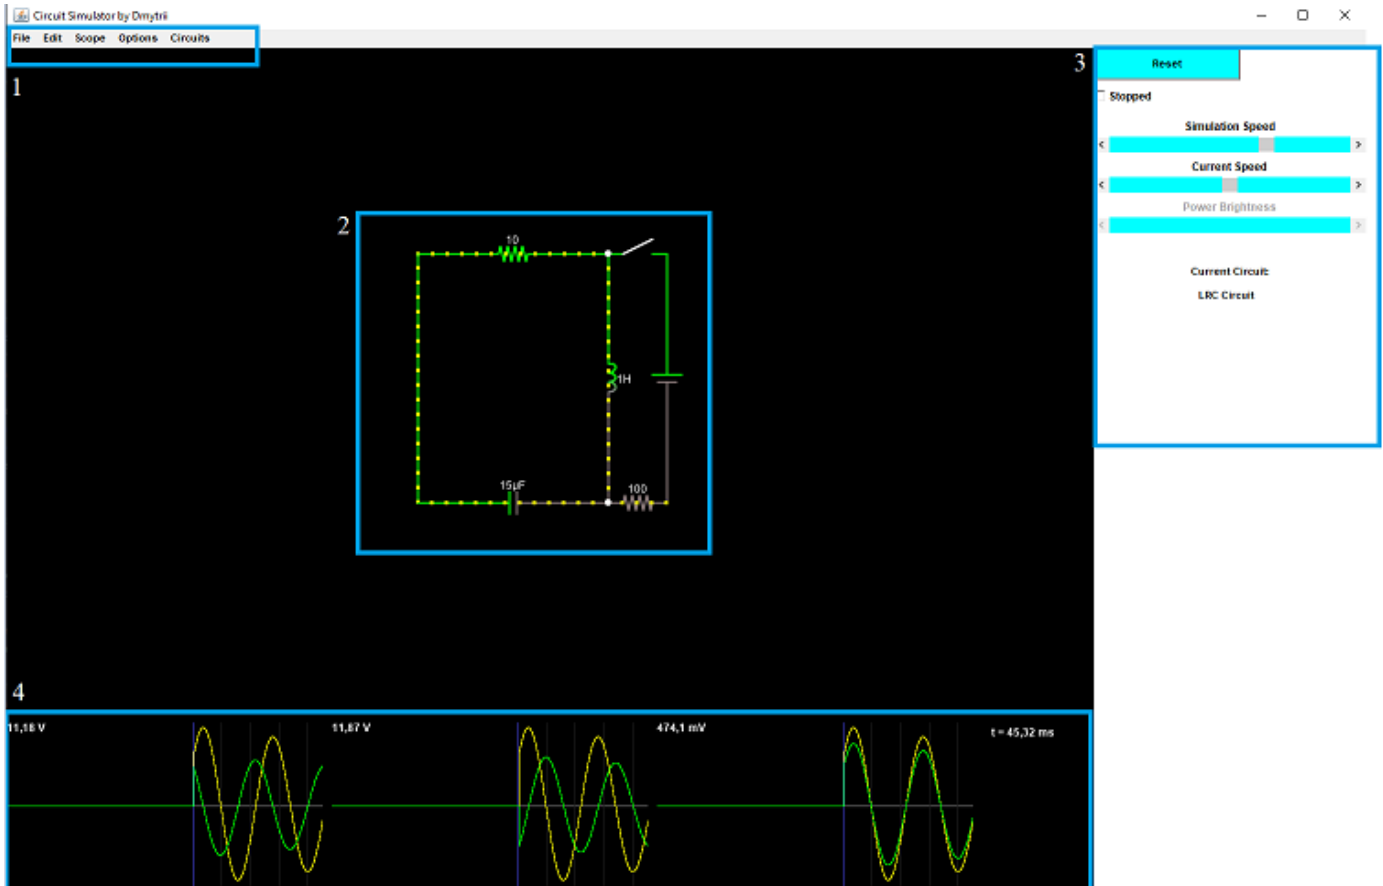 Circuit Simulator by Dmytrii
File Edit Scope Options Circuits
1
2
10
1H
15µF
100
3
Reset
Stopped
Simulation Speed
< >
Current Speed
< >
Power Brightness
< >
Current Circuit:
LRC Circuit
4
11,18 V 11,87 V 474,1 mV t = 45,32 ms